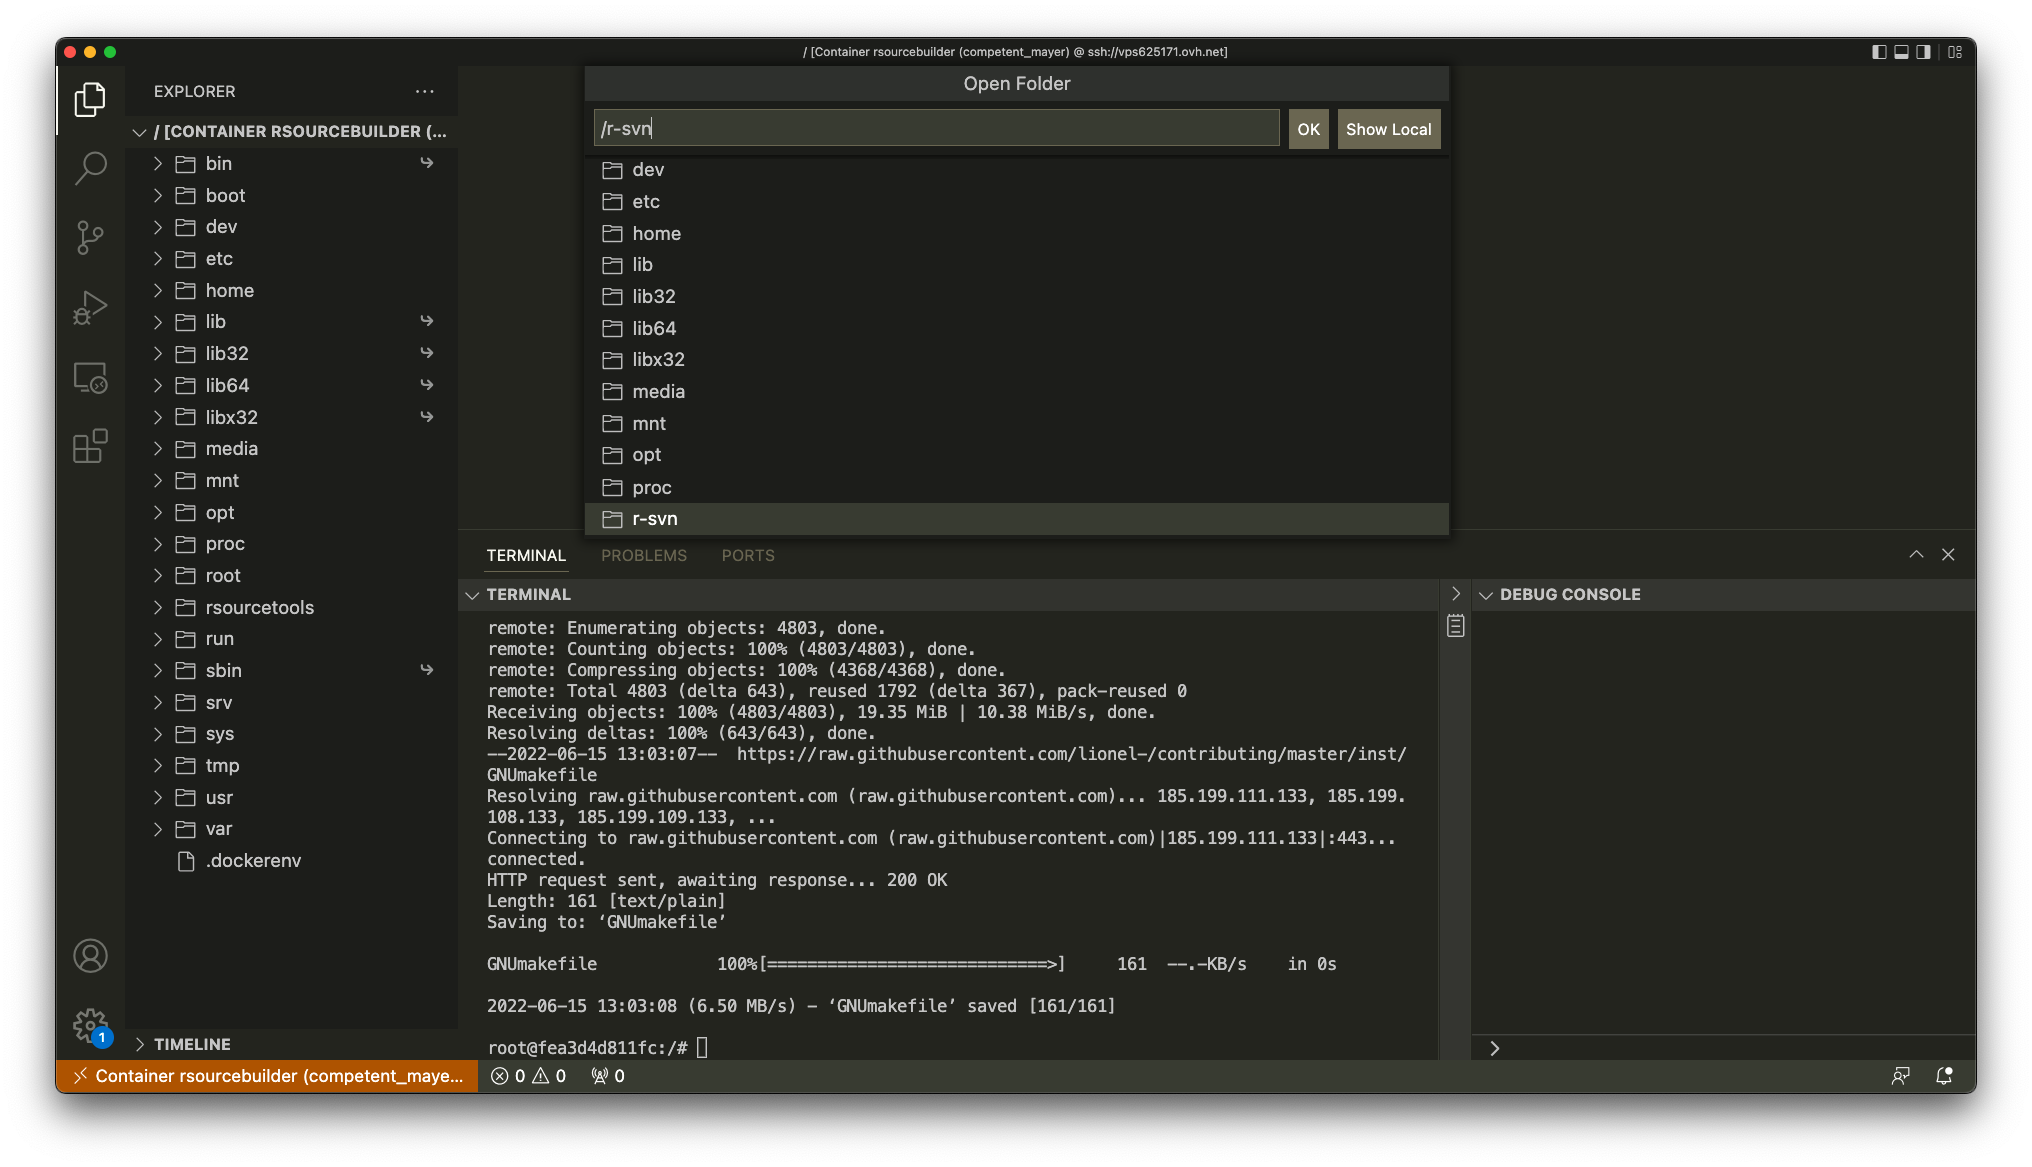 / [Container rsourcebuilder (competent_mayer) @ ssh://vps625171.ovh.net]
EXPLORER
/ [CONTAINER RSOURCEBUILDER (...
bin
boot
dev
etc
home
lib
lib32
lib64
libx32
media
mnt
opt
proc
root
rsourcetools
run
sbin
srv
sys
tmp
usr
var
.dockerenv
TIMELINE
Open Folder
/r-svn
OK
Show Local
dev
etc
home
lib
lib32
lib64
libx32
media
mnt
opt
proc
r-svn
TERMINAL PROBLEMS PORTS
TERMINAL
remote: Enumerating objects: 4803, done.
remote: Counting objects: 100% (4803/4803), done.
remote: Compressing objects: 100% (4368/4368), done.
remote: Total 4803 (delta 643), reused 1792 (delta 367), pack-reused 0
Receiving objects: 100% (4803/4803), 19.35 MiB | 10.38 MiB/s, done.
Resolving deltas: 100% (643/643), done.
--2022-06-15 13:03:07--  https://raw.githubusercontent.com/lionel-/contributing/master/inst/
GNUmakefile
Resolving raw.githubusercontent.com (raw.githubusercontent.com)... 185.199.111.133, 185.199.
108.133, 185.199.109.133, ...
Connecting to raw.githubusercontent.com (raw.githubusercontent.com)|185.199.111.133|:443...
connected.
HTTP request sent, awaiting response... 200 OK
Length: 161 [text/plain]
Saving to: ‘GNUmakefile’
GNUmakefile 100%[============================>] 161 --.-KB/s in 0s
2022-06-15 13:03:08 (6.50 MB/s) - ‘GNUmakefile’ saved [161/161]
root@fea3d4d811fc:/#
DEBUG CONSOLE
1
Container rsourcebuilder (competent_maye... 0 0 0